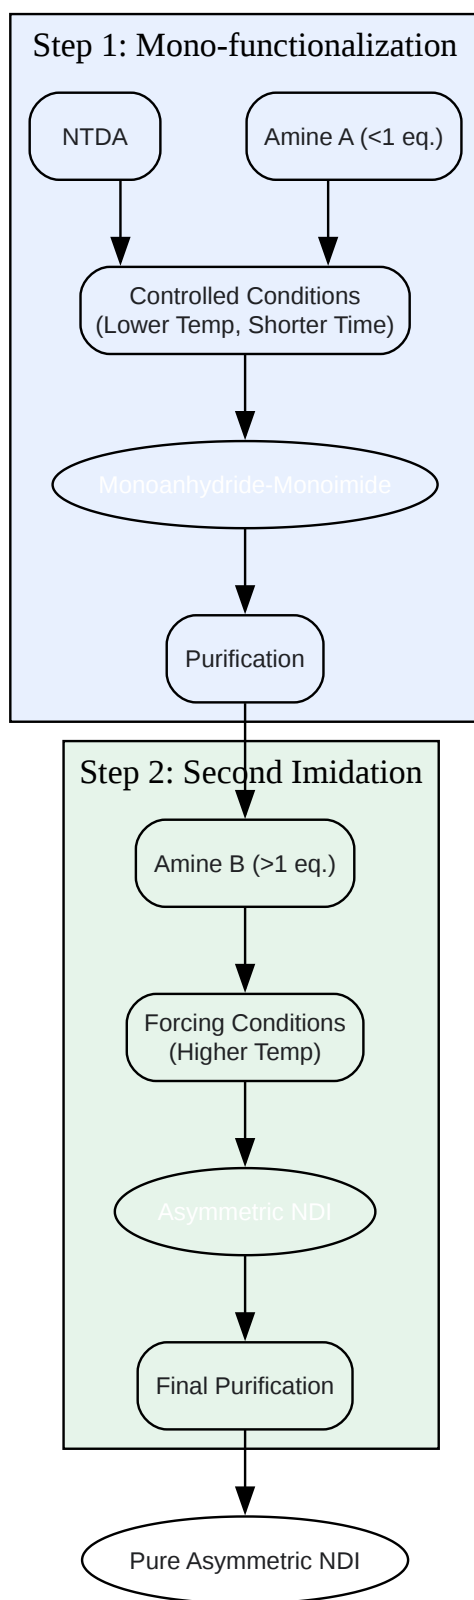 Step 1: Mono-functionalization
NTDA
Amine A (<1 eq.)
Controlled Conditions
(Lower Temp, Shorter Time)
Monoanhydride-Monoimide
Purification
Step 2: Second Imidation
Amine B (>1 eq.)
Forcing Conditions
(Higher Temp)
Asymmetric NDI
Final Purification
Pure Asymmetric NDI